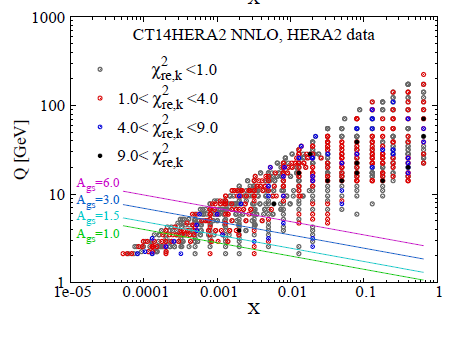 X
1000
CT14HERA2 NNLO, HERA2 data
χ²re,k <1.0
1.0< χ²re,k <4.0
4.0< χ²re,k <9.0
9.0< χ²re,k
100
Q [GeV]
10
Ags=6.0
Ags=3.0
Ags=1.5
Ags=1.0
1
1e-05 0.0001 0.001 0.01 0.1 1
X